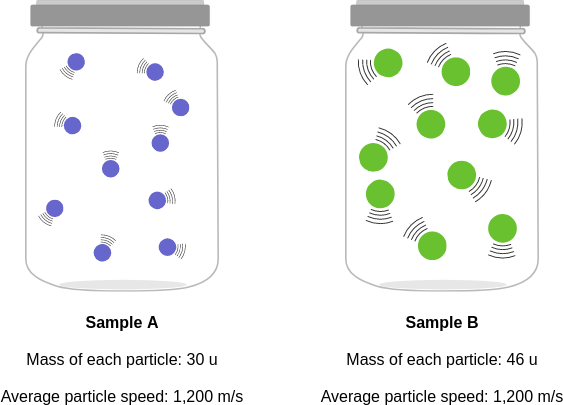 Sample A
Mass of each particle: 30 u
Average particle speed: 1,200 m/s
Sample B
Mass of each particle: 46 u
Average particle speed: 1,200 m/s